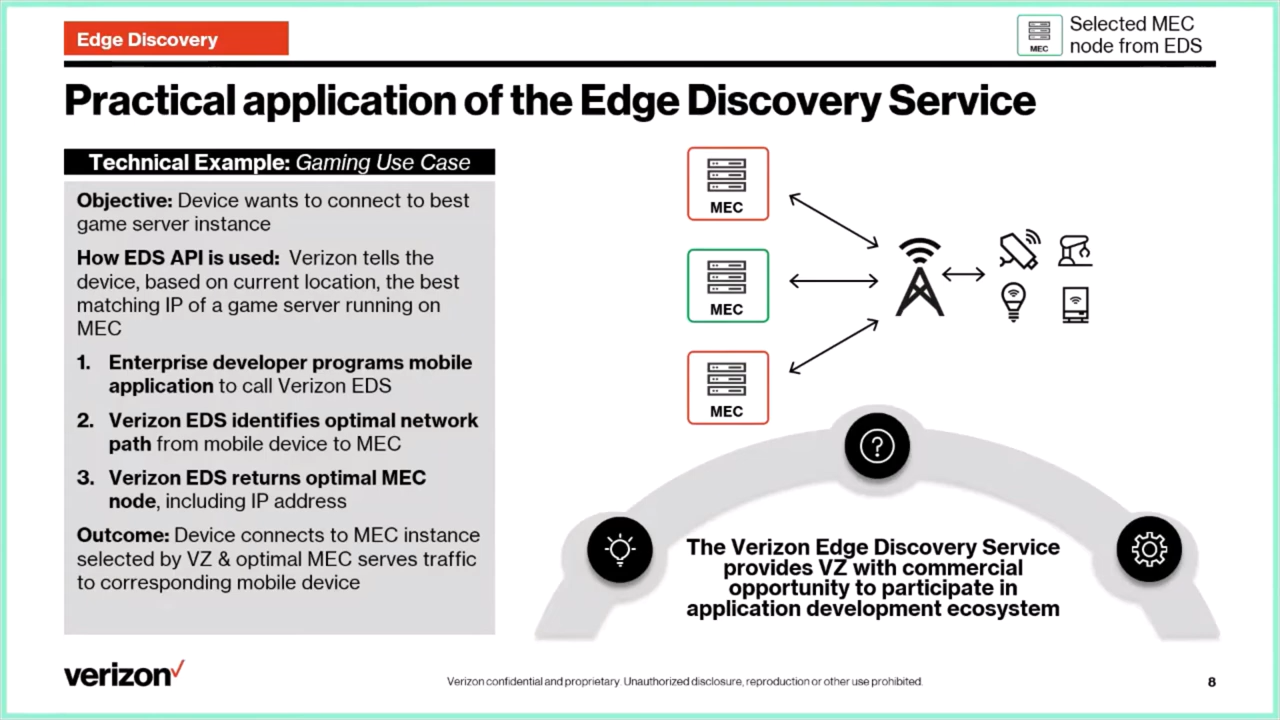 Edge Discovery
Selected MEC
node from EDS
MEC
Practical application of the Edge Discovery Service
Technical Example: Gaming Use Case
Objective: Device wants to connect to best
game server instance
How EDS API is used: Verizon tells the
device, based on current location, the best
matching IP of a game server running on
MEC
1. Enterprise developer programs mobile
application to call Verizon EDS
2. Verizon EDS identifies optimal network
path from mobile device to MEC
3. Verizon EDS returns optimal MEC
node, including IP address
Outcome: Device connects to MEC instance
selected by VZ & optimal MEC serves traffic
to corresponding mobile device
MEC
MEC
MEC
?
The Verizon Edge Discovery Service
provides VZ with commercial
opportunity to participate in
application development ecosystem
verizon
Verizon confidential and proprietary. Unauthorized disclosure, reproduction or other use prohibited.
8